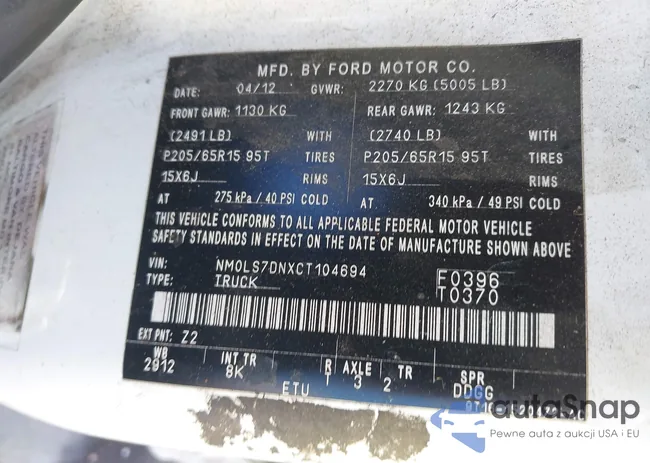 MFD. BY FORD MOTOR CO.
DATE: 04/12 GVWR: 2270 KG (5005 LB)
FRONT GAWR: 1130 KG REAR GAWR: 1243 KG
(2491 LB) WITH (2740 LB) WITH
P205/65R15 95T TIRES P205/65R15 95T TIRES
15X6J RIMS 15X6J RIMS
AT 275 kPa / 40 PSI COLD AT 340 kPa / 49 PSI COLD
THIS VEHICLE CONFORMS TO ALL APPLICABLE FEDERAL MOTOR VEHICLE
SAFETY STANDARDS IN EFFECT ON THE DATE OF MANUFACTURE SHOWN ABOVE
VIN: NM0LS7DNXCT104694 F0396
TYPE: TRUCK T0370
EXT PNT: Z2
WB INT TR R AXLE TR SPR
2912 8K 1 3 2 DDGG
ETU
autaSnap
Pewne auta z aukcji USA i EU